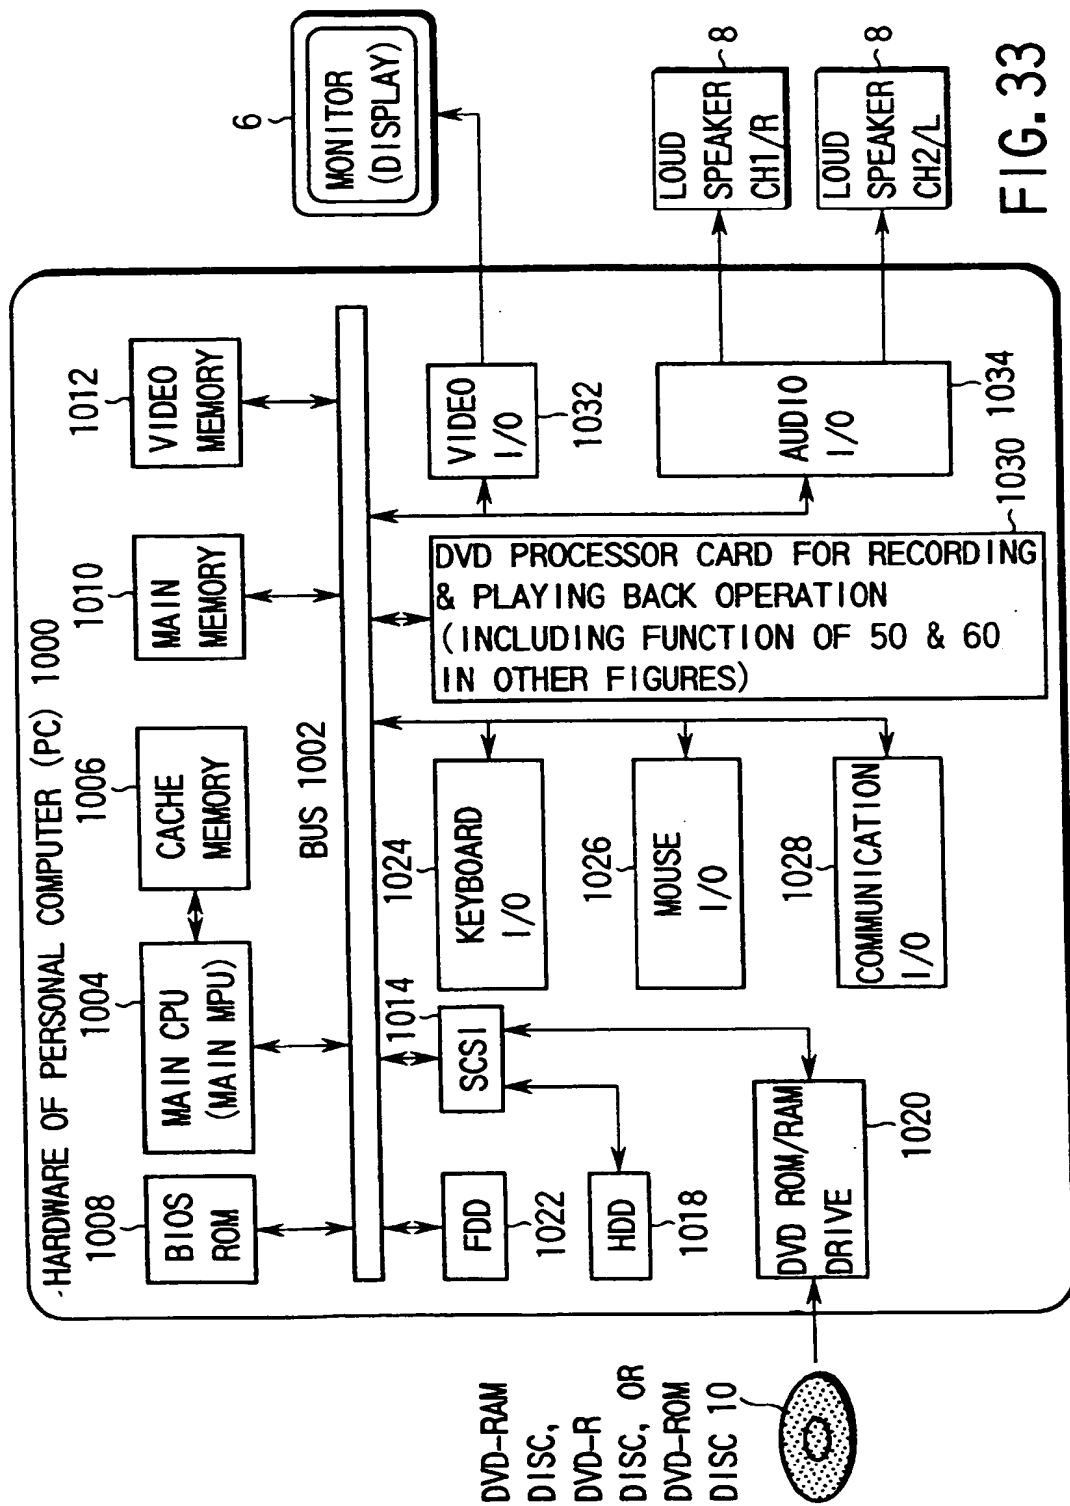 HARDWARE OF PERSONAL COMPUTER (PC) 1000
1008
BIOS
ROM
1004
MAIN CPU
(MAIN MPU)
1006
CACHE
MEMORY
1010
MAIN
MEMORY
1012
VIDEO
MEMORY
6
MONITOR
(DISPLAY)
BUS 1002
FDD
1022
HDD
1018
1014
SCSI
DVD ROM/RAM
DRIVE
1020
1024
KEYBOARD
I/O
1026
MOUSE
I/O
1028
COMMUNICATION
I/O
DVD PROCESSOR CARD FOR RECORDING
& PLAYING BACK OPERATION
(INCLUDING FUNCTION OF 50 & 60
IN OTHER FIGURES)
1030
VIDEO
I/O
1032
AUDIO
I/O
1034
LOUD
SPEAKER
CH1/R
8
LOUD
SPEAKER
CH2/L
8
DVD-RAM
DISC,
DVD-R
DISC, OR
DVD-ROM
DISC 10
FIG.33